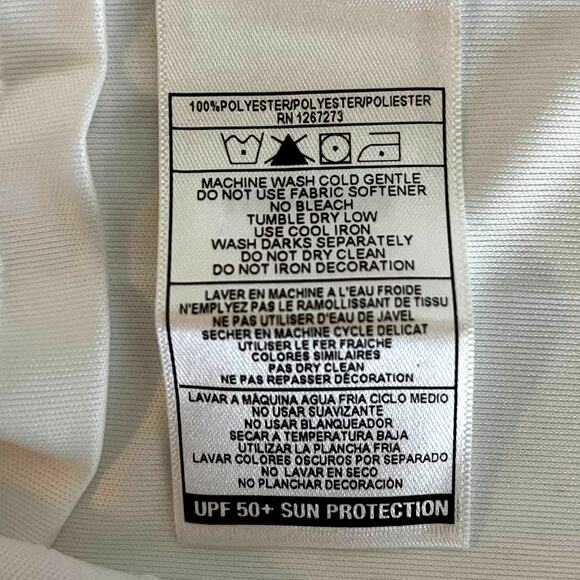 100%POLYESTER/POLYESTER/POLIESTER
RN 1267273
MACHINE WASH COLD GENTLE
DO NOT USE FABRIC SOFTENER
NO BLEACH
TUMBLE DRY LOW
USE COOL IRON
WASH DARKS SEPARATELY
DO NOT DRY CLEAN
DO NOT IRON DECORATION
LAVER EN MACHINE A L'EAU FROIDE
N'EMPLYEZ PAS LE RAMOLLISSANT DE TISSU
NE PAS UTILISER D'EAU DE JAVEL
SECHER EN MACHINE CYCLE DELICAT
UTILISER LE FER FRAICHE
COLORES SIMILAIRES
PAS DRY CLEAN
NE PAS REPASSER DÉCORATION
LAVAR A MÁQUINA AGUA FRIA CICLO MEDIO
NO USAR SUAVIZANTE
NO USAR BLANQUEADOR
SECAR A TEMPERATURA BAJA
UTILIZAR LA PLANCHA FRÍA
LAVAR COLORES OSCUROS POR SEPARADO
NO LAVAR EN SECO
NO PLANCHAR DECORACIÓN
UPF 50+ SUN PROTECTION